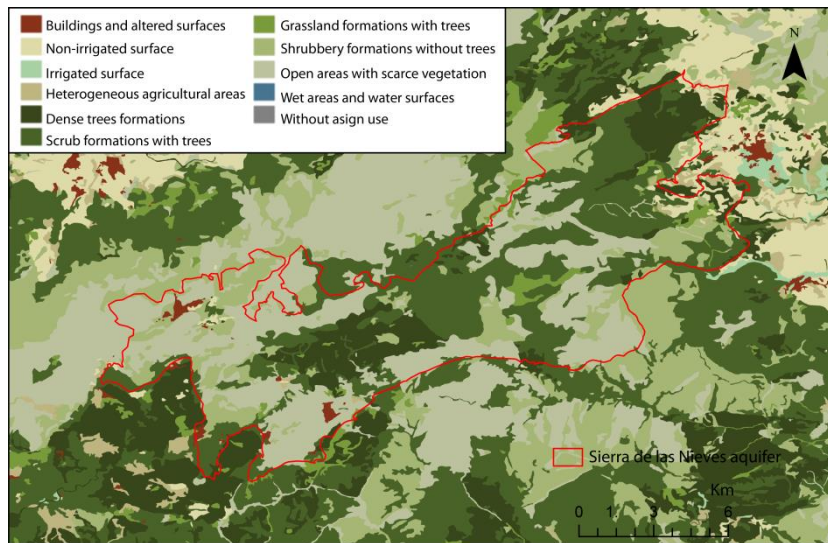 Buildings and altered surfaces
Non-irrigated surface
Irrigated surface
Heterogeneous agricultural areas
Dense trees formations
Scrub formations with trees
Grassland formations with trees
Shrubbery formations without trees
Open areas with scarce vegetation
Wet areas and water surfaces
Without asign use
N
Sierra de las Nieves aquifer
Km
0 3 6